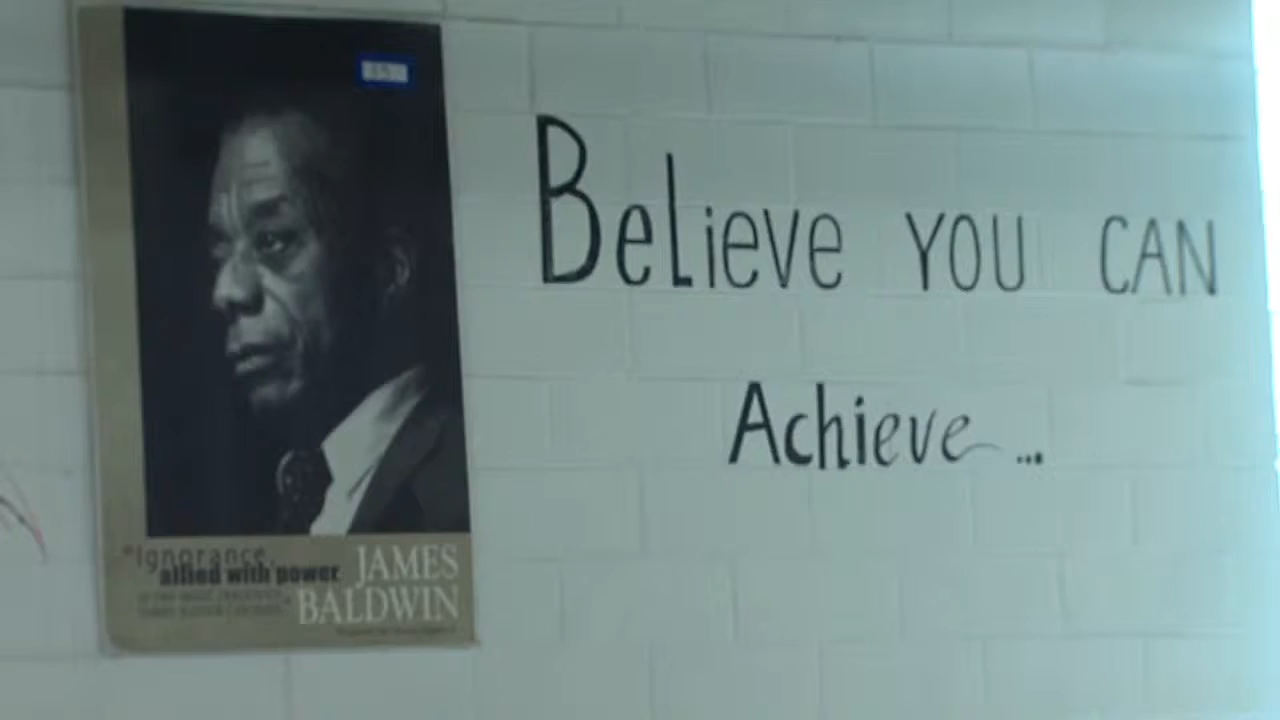 BeLieve YOU CAN
Achieve...
"Ignorance,
allied with power
JAMES
BALDWIN